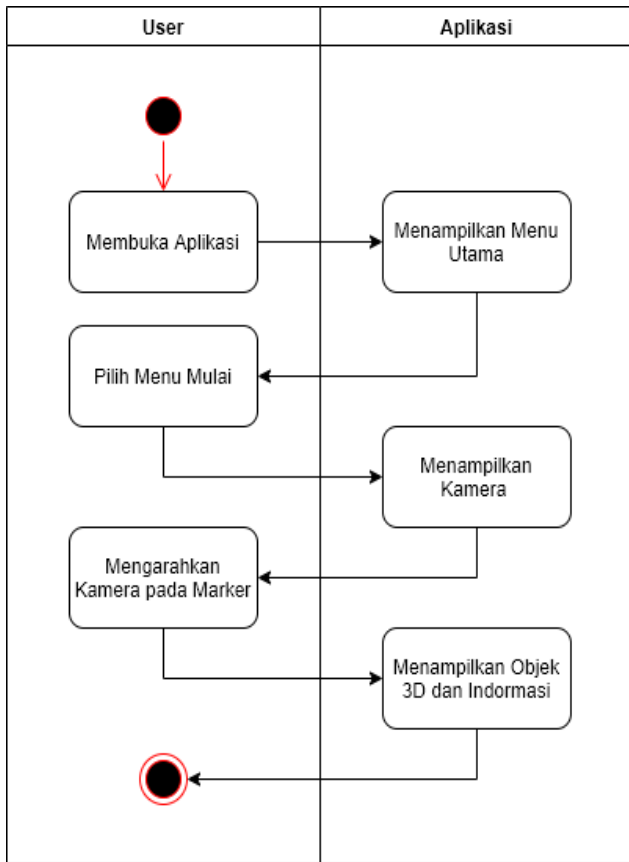 User
Aplikasi
Membuka Aplikasi
Menampilkan Menu
Utama
Pilih Menu Mulai
Menampilkan
Kamera
Mengarahkan
Kamera pada Marker
Menampilkan Objek
3D dan Indormasi